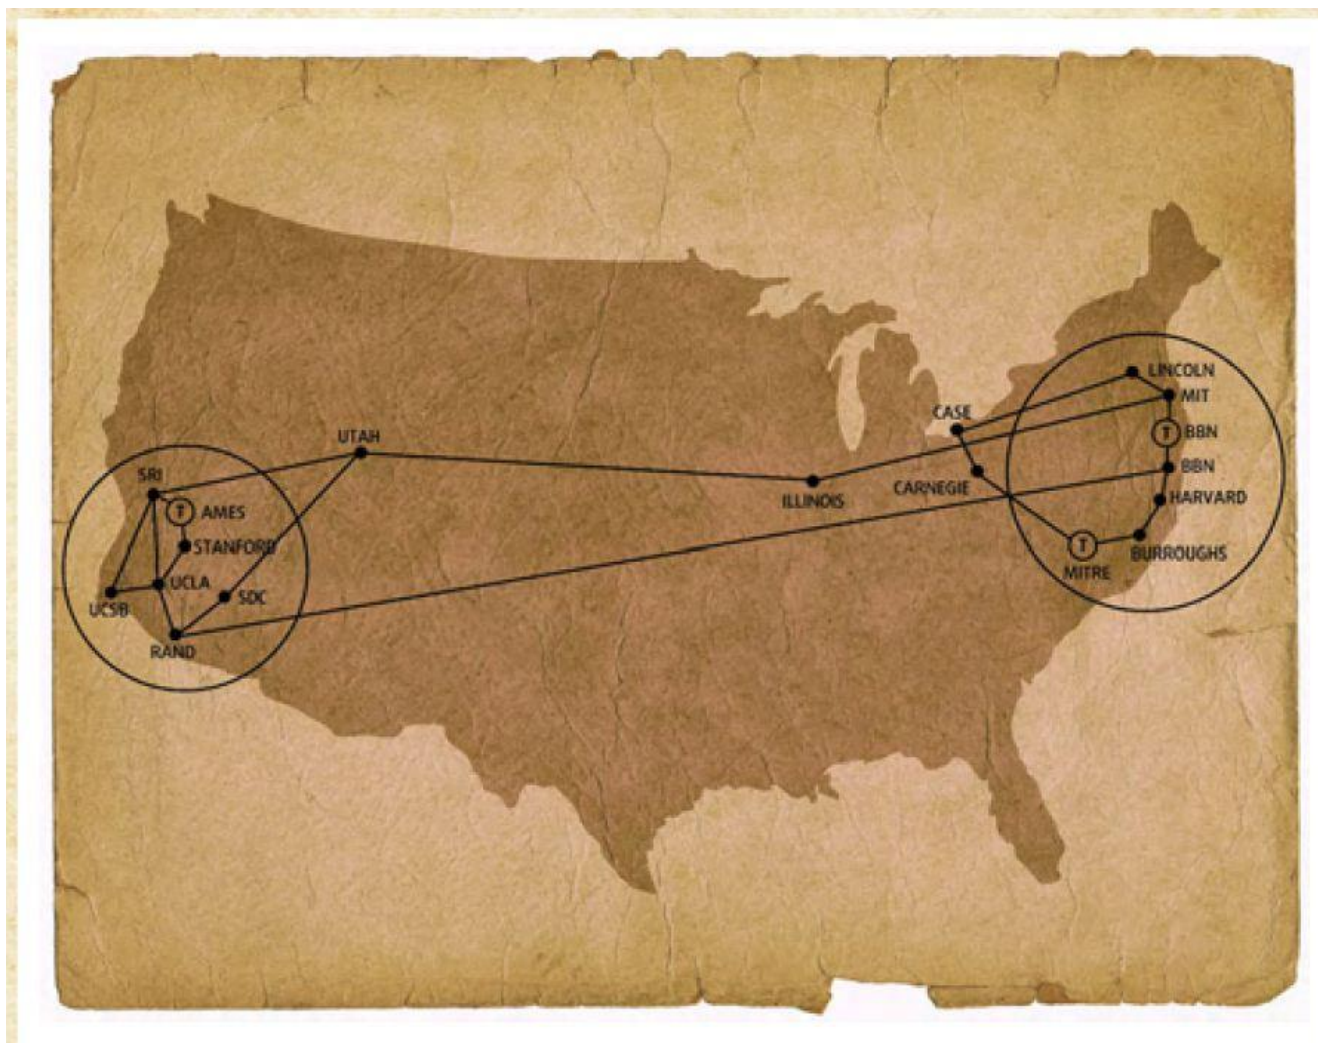 LINCOLN
MIT
CASE
T BBN
UTAH
BBN
SRI
CARNEGIE
ILLINOIS
HARVARD
T AMES
STANFORD
T
BURROUGHS
MITRE
UCLA
SDC
UCSB
RAND